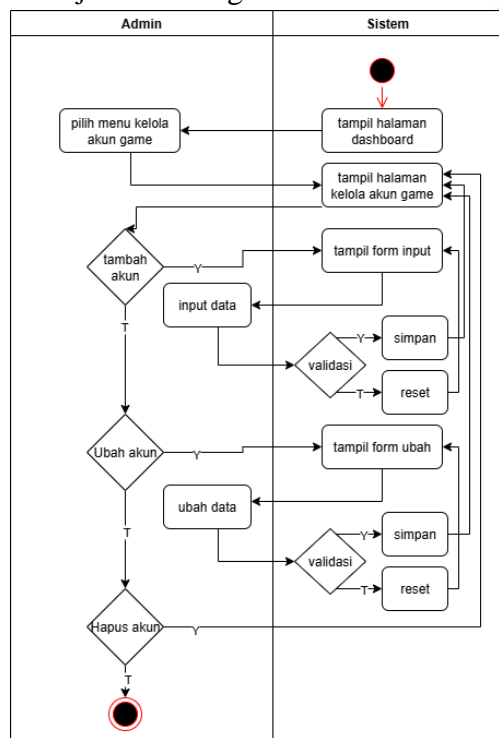 Admin
Sistem
tampil halaman
dashboard
pilih menu kelola
akun game
tampil halaman
kelola akun game
tambah
akun
Y
tampil form input
input data
T
validasi
Y
simpan
T
reset
Ubah akun
Y
tampil form ubah
ubah data
T
validasi
Y
simpan
T
reset
Hapus akun
Y
T